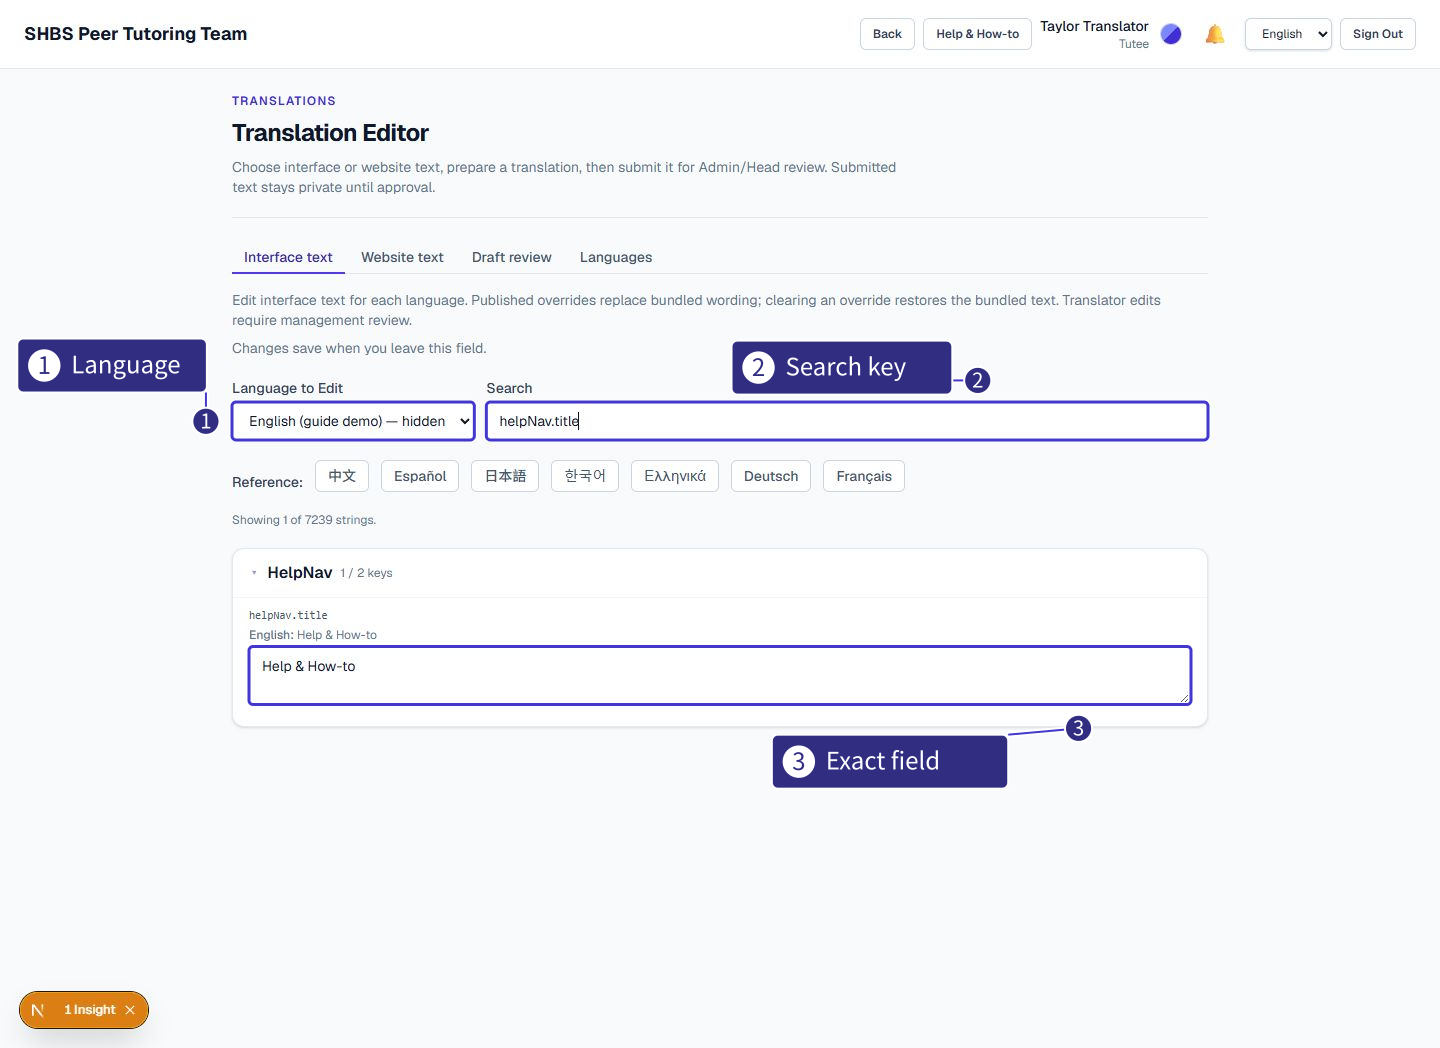 SHBS Peer Tutoring Team
Back
Help & How-to
Taylor Translator
Tutee
English
Sign Out
TRANSLATIONS
Translation Editor
Choose interface or website text, prepare a translation, then submit it for Admin/Head review. Submitted
text stays private until approval.
Interface text
Website text
Draft review
Languages
Edit interface text for each language. Published overrides replace bundled wording; clearing an override restores the bundled text. Translator edits
require management review.
Changes save when you leave this field.
1 Language
2 Search key
2
Language to Edit
Search
1
English (guide demo) — hidden
helpNav.title
Reference:
中文
Español
日本語
한국어
Ελληνικά
Deutsch
Français
Showing 1 of 7239 strings.
HelpNav 1 / 2 keys
helpNav.title
English: Help & How-to
Help & How-to
3
3 Exact field
N 1 Insight